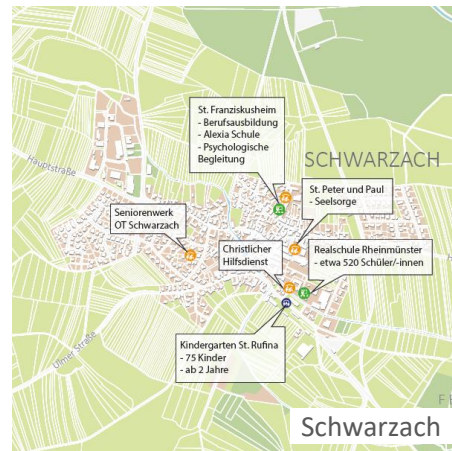 St. Franziskusheim
- Berufsausbildung
- Alexia Schule
- Psychologische
Begleitung
SCHWARZACH
Hauptstraße
St. Peter und Paul
- Seelsorge
Seniorenwerk
OT Schwarzach
Christlicher
Hilfsdienst
Realschule Rheinmünster
- etwa 520 Schüler/-innen
Ulmer Straße
Kindergarten St. Rufina
- 75 Kinder
- ab 2 Jahre
F E
Schwarzach